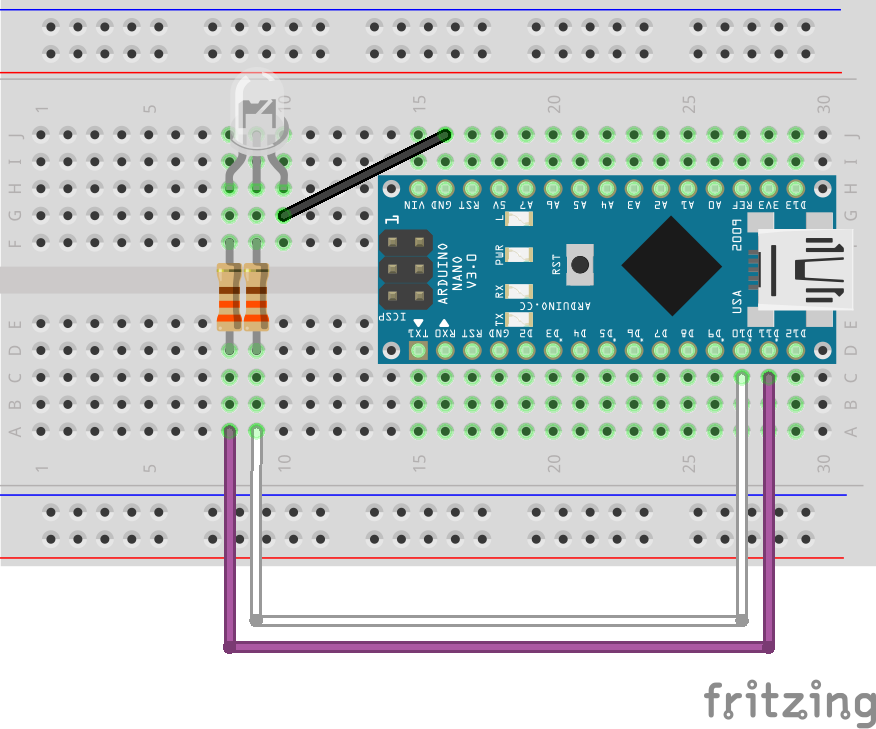 1 5 10 15 20 25 30
J J
I I
H H
G G
F F
VIN GND RST 5V A7 A6 A5 A4 A3 A2 A1 A0 REF 3V3 D13
1
L
PWR
RX
TX
RST
ARDUINO
NANO
V3.0
ICSP
ARDUINO.CC
2009
USA
TX1 RX0 RST GND D2 D3 D4 D5 D6 D7 D8 D9 D10 D11 D12
E E
D D
C C
B B
A A
1 5 10 15 20 25 30
fritzing